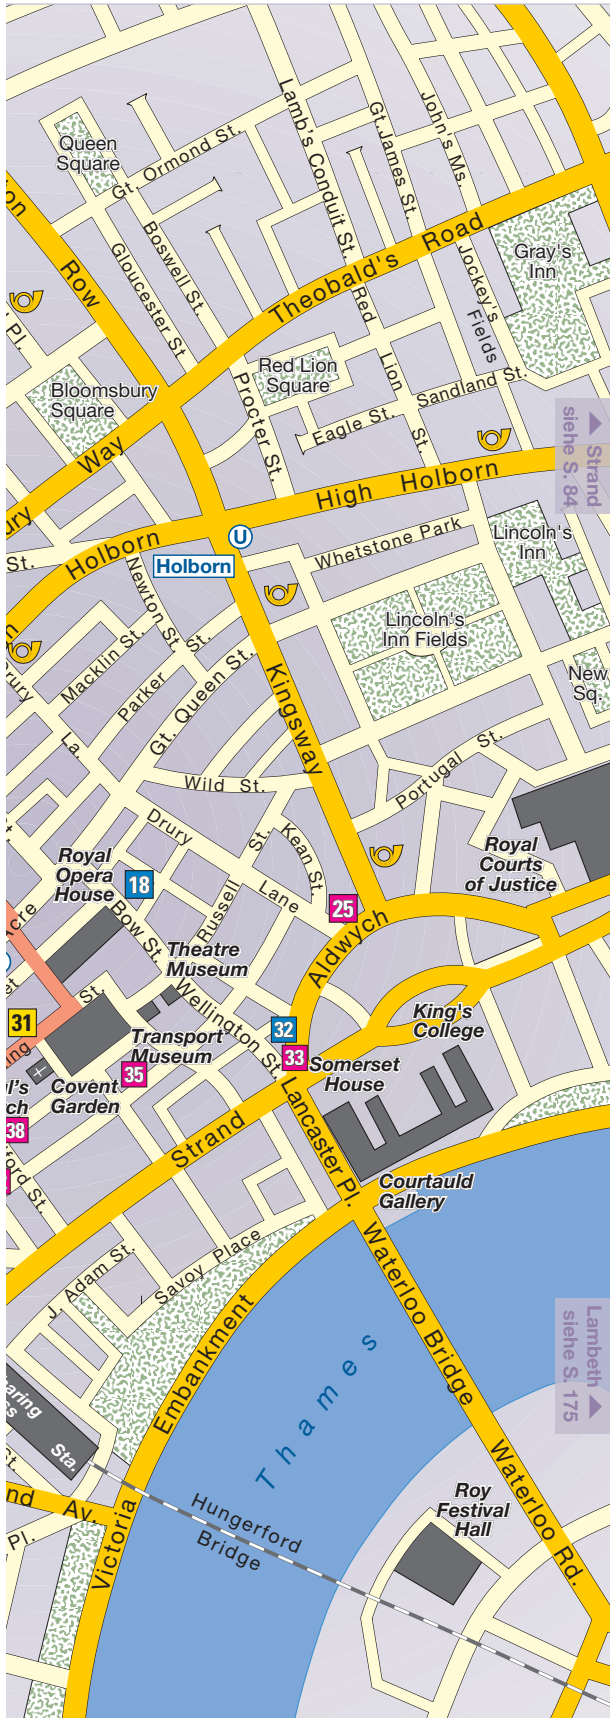 Queen
Square
Gt. Ormond St.
Lamb's Conduit St.
Gt. James St.
John's Ms.
Boswell St.
Gloucester St
Row
Theobald's Road
Gray's
Inn
Jockey's
Fields
Pl.
Bloomsbury
Square
Red Lion
Square
Red
Lion
St.
Procter St.
Eagle St.
Sandland St.
Way
Strand
siehe S. 84
High Holborn
Holborn
St.
U
Holborn
Whetstone Park
Lincoln's
Inn
Newton St.
Macklin St.
Parker St.
Gt. Queen St.
Lincoln's
Inn Fields
New
Sq.
La.
Kingsway
Wild St.
Portugal St.
Drury
Lane
Kean St.
Russell St.
Royal
Opera
House
18
Bow St.
25
Aldwych
Royal
Courts
of Justice
Acre
Theatre
Museum
Wellington St.
St.
31
32
King's
College
Transport
Museum
33
35
Somerset
House
Covent
Garden
38
Lancaster Pl.
Strand
Courtauld
Gallery
J. Adam St.
Savoy Place
Victoria Embankment
Thames
Waterloo Bridge
Lambeth
siehe S. 175
Sta.
St.
Av.
Pl.
Hungerford
Bridge
Roy
Festival
Hall
Waterloo Rd.